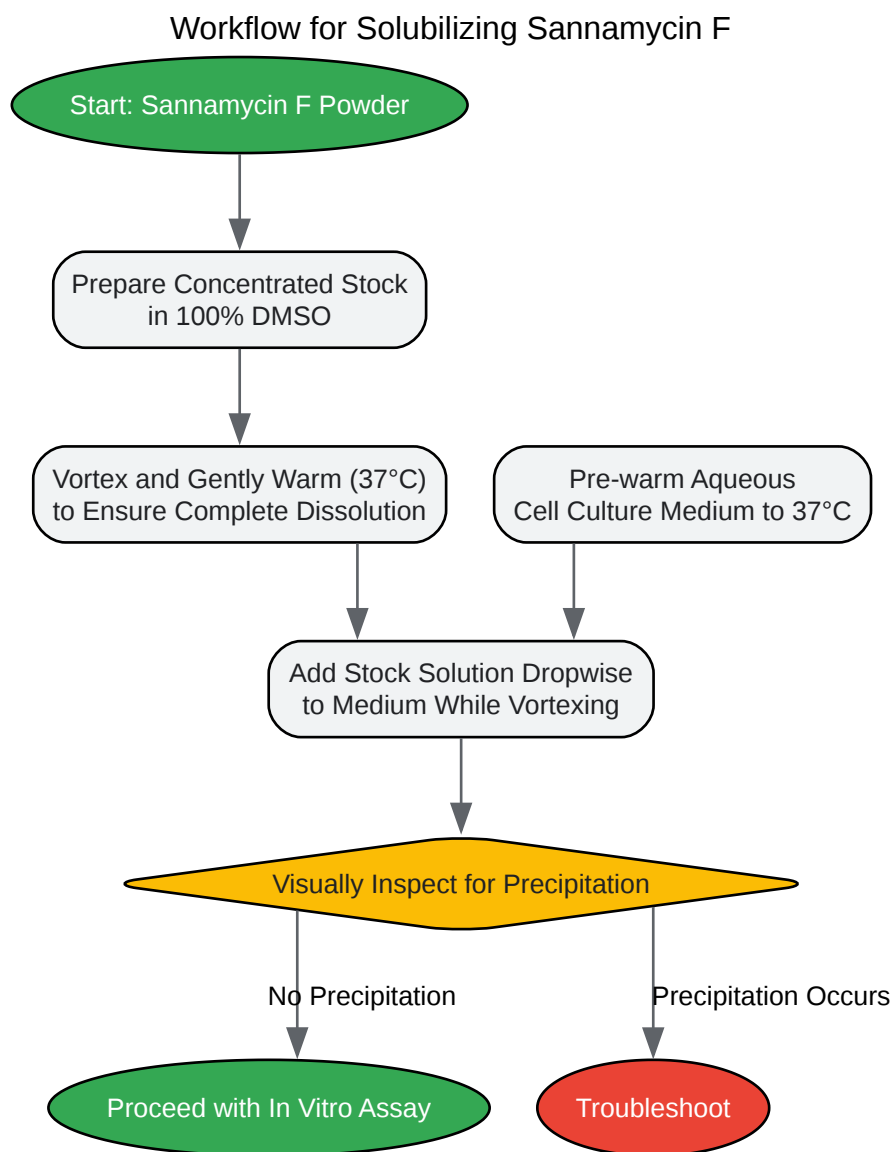 Workflow for Solubilizing Sannamycin F
Start: Sannamycin F Powder
Prepare Concentrated Stock
in 100% DMSO
Vortex and Gently Warm (37°C)
to Ensure Complete Dissolution
Pre-warm Aqueous
Cell Culture Medium to 37°C
Add Stock Solution Dropwise
to Medium While Vortexing
Visually Inspect for Precipitation
No Precipitation
Precipitation Occurs
Proceed with In Vitro Assay
Troubleshoot